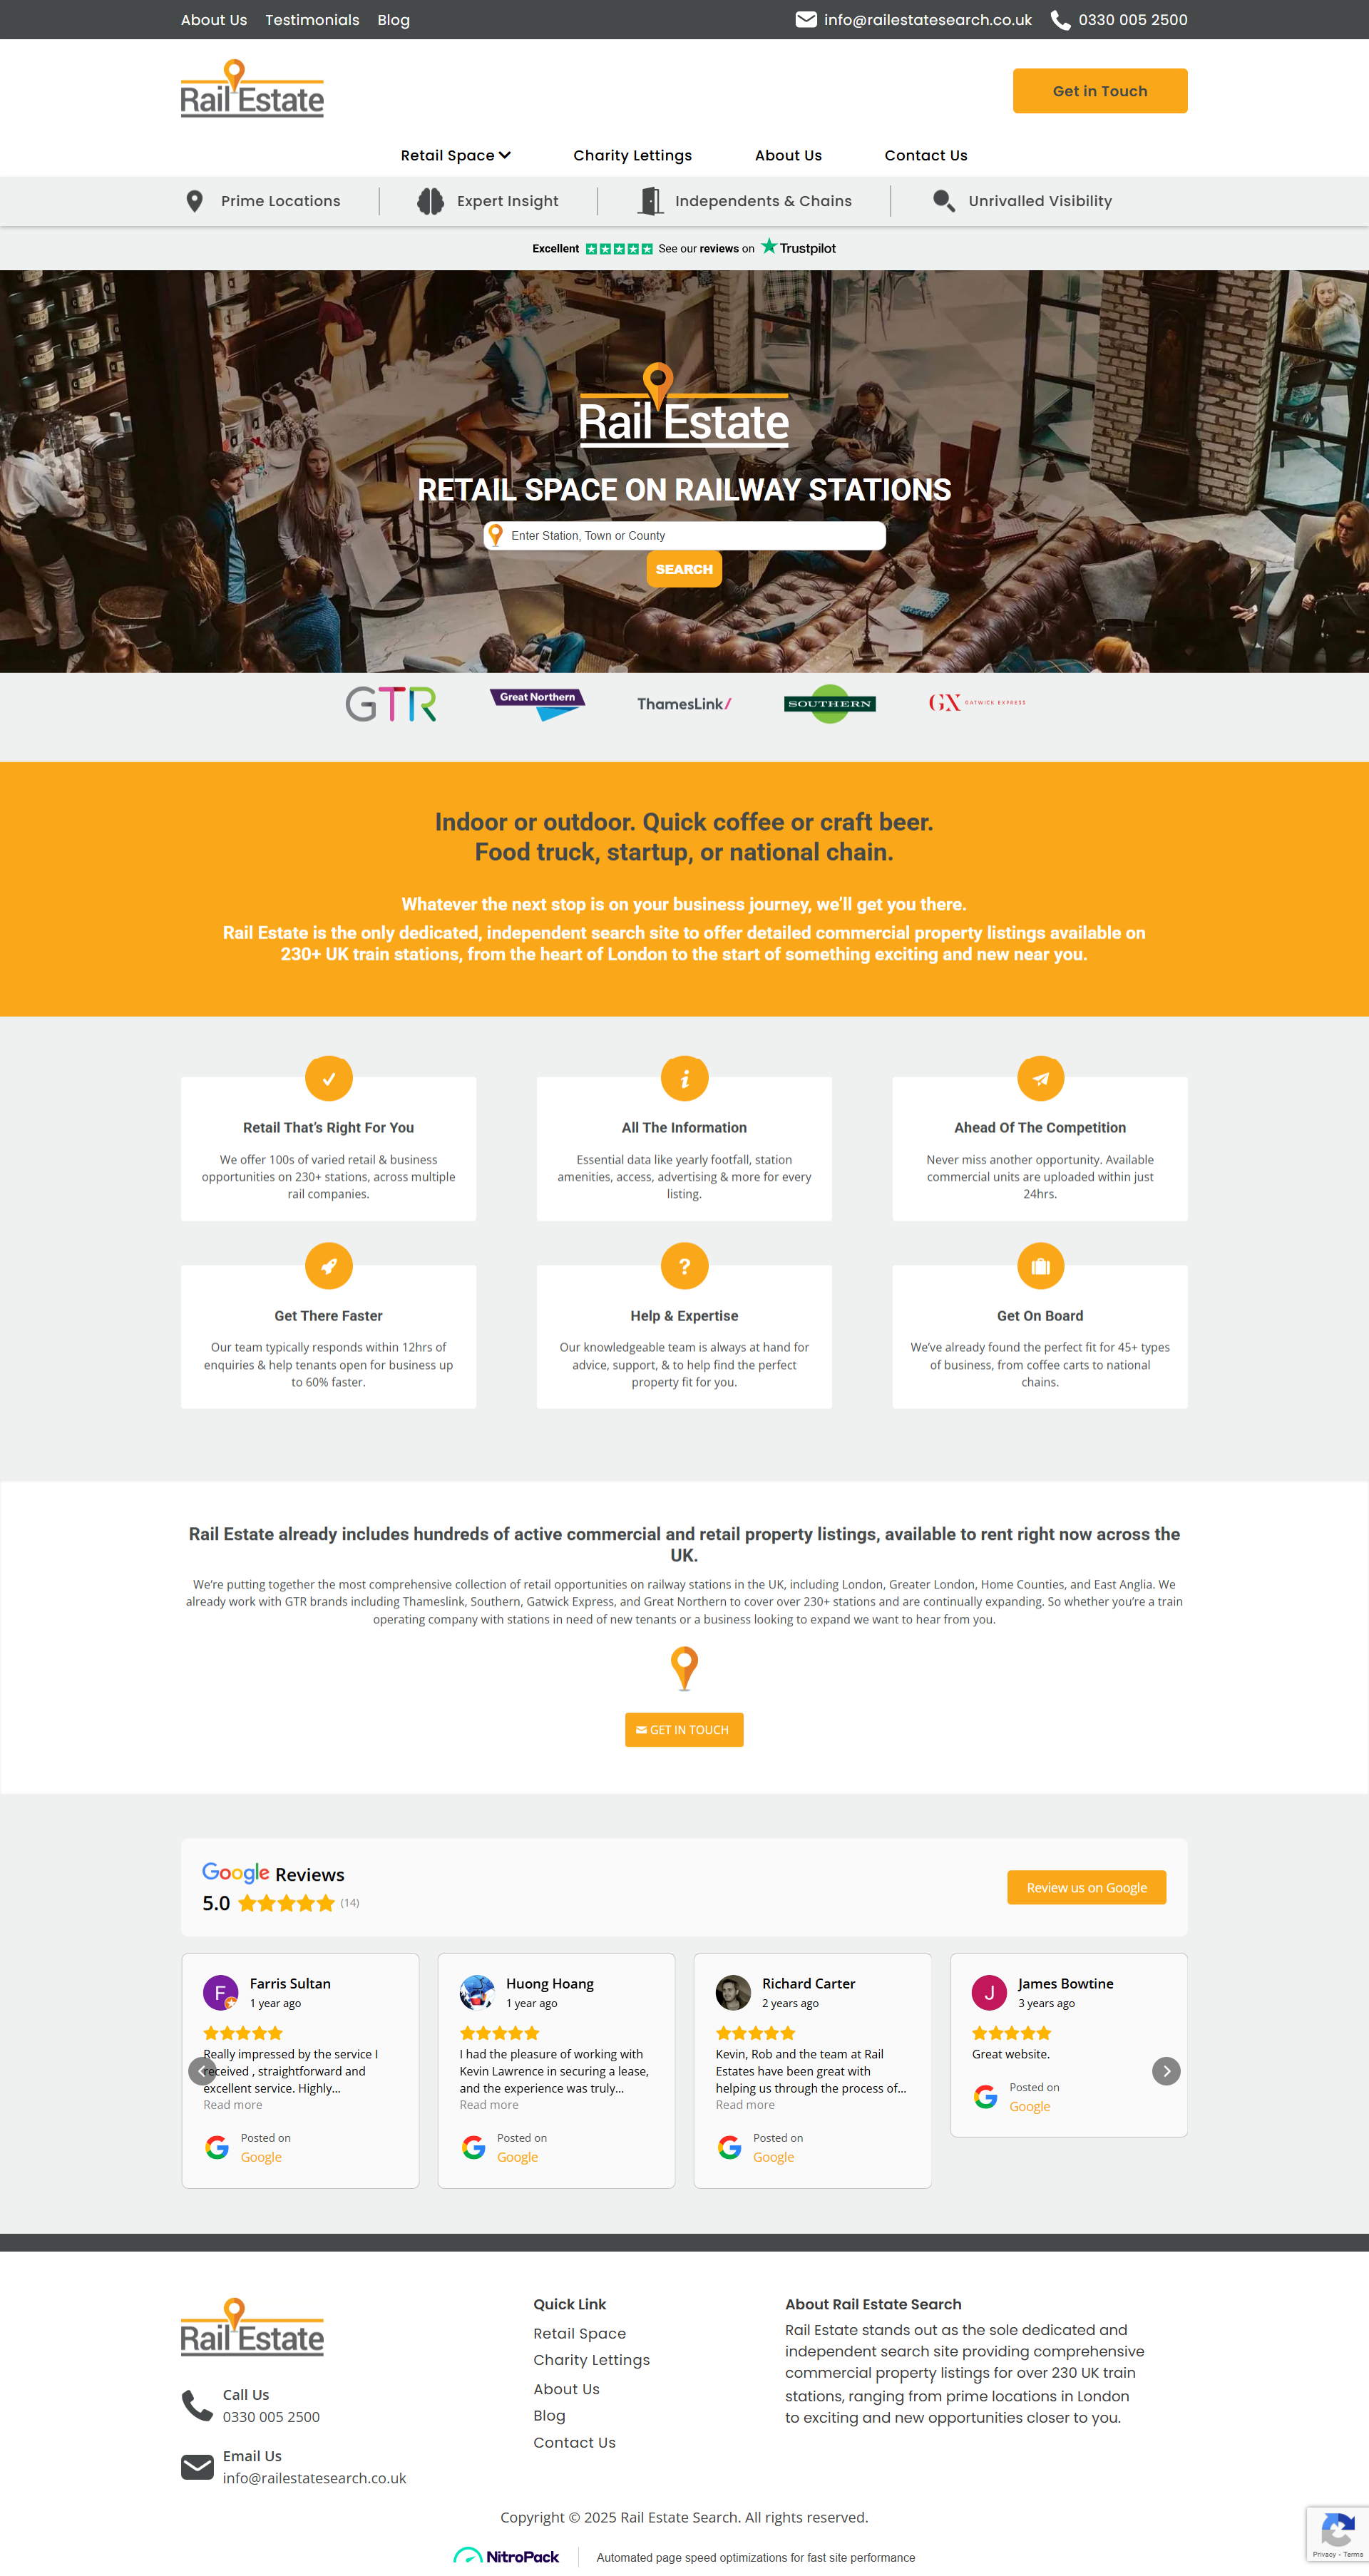 About Us Testimonials Blog info@railestatesearch.co.uk 0330 005 2500
Rail Estate
Get in Touch
Retail Space Charity Lettings About Us Contact Us
Prime Locations Expert Insight Independents & Chains Unrivalled Visibility
Excellent See our reviews on Trustpilot
Rail Estate
RETAIL SPACE ON RAILWAY STATIONS
Enter Station, Town or County
SEARCH
GTR Great Northern ThamesLink/ SOUTHERN GX GATWICK EXPRESS
Indoor or outdoor. Quick coffee or craft beer.
Food truck, startup, or national chain.
Whatever the next stop is on your business journey, we'll get you there.
Rail Estate is the only dedicated, independent search site to offer detailed commercial property listings available on
230+ UK train stations, from the heart of London to the start of something exciting and new near you.
Retail That's Right For You
We offer 100s of varied retail & business
opportunities on 230+ stations, across multiple
rail companies.
All The Information
Essential data like yearly footfall, station
amenities, access, advertising & more for every
listing.
Ahead Of The Competition
Never miss another opportunity. Available
commercial units are uploaded within just
24hrs.
Get There Faster
Our team typically responds within 12hrs of
enquiries & help tenants open for business up
to 60% faster.
Help & Expertise
Our knowledgeable team is always at hand for
advice, support, & to help find the perfect
property fit for you.
Get On Board
We've already found the perfect fit for 45+ types
of business, from coffee carts to national
chains.
Rail Estate already includes hundreds of active commercial and retail property listings, available to rent right now across the
UK.
We're putting together the most comprehensive collection of retail opportunities on railway stations in the UK, including London, Greater London, Home Counties, and East Anglia. We
already work with GTR brands including Thameslink, Southern, Gatwick Express, and Great Northern to cover over 230+ stations and are continually expanding. So whether you're a train
operating company with stations in need of new tenants or a business looking to expand we want to hear from you.
GET IN TOUCH
Google Reviews
5.0 (14)
Review us on Google
F
Farris Sultan
1 year ago
Really impressed by the service I
received , straightforward and
excellent service. Highly...
Read more
Posted on
Google
Huong Hoang
1 year ago
I had the pleasure of working with
Kevin Lawrence in securing a lease,
and the experience was truly...
Read more
Posted on
Google
Richard Carter
2 years ago
Kevin, Rob and the team at Rail
Estates have been great with
helping us through the process of...
Read more
Posted on
Google
J
James Bowtine
3 years ago
Great website.
Posted on
Google
Rail Estate
Call Us
0330 005 2500
Email Us
info@railestatesearch.co.uk
Quick Link
Retail Space
Charity Lettings
About Us
Blog
Contact Us
About Rail Estate Search
Rail Estate stands out as the sole dedicated and
independent search site providing comprehensive
commercial property listings for over 230 UK train
stations, ranging from prime locations in London
to exciting and new opportunities closer to you.
Copyright © 2025 Rail Estate Search. All rights reserved.
NitroPack Automated page speed optimizations for fast site performance
Privacy - Terms